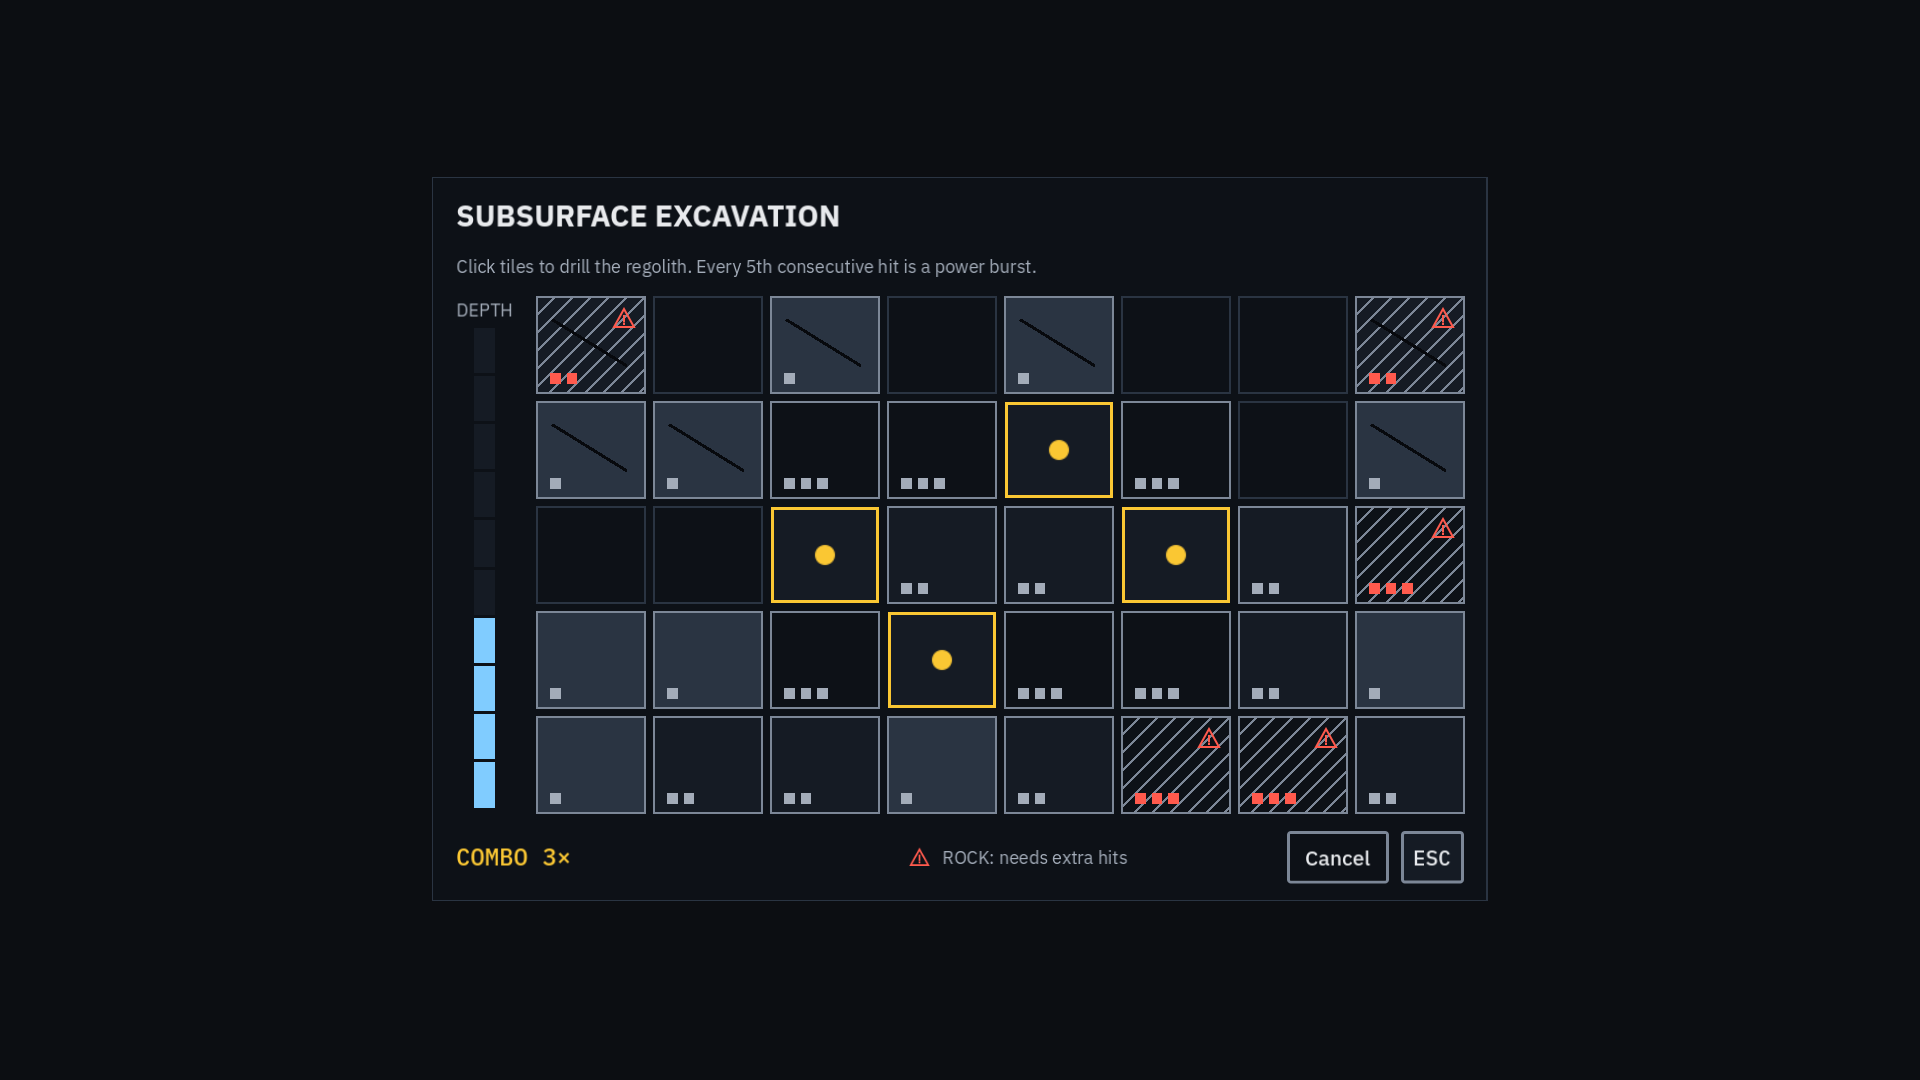 SUBSURFACE EXCAVATION
Click tiles to drill the regolith. Every 5th consecutive hit is a power burst.
DEPTH
COMBO 3×
ROCK: needs extra hits
Cancel
ESC